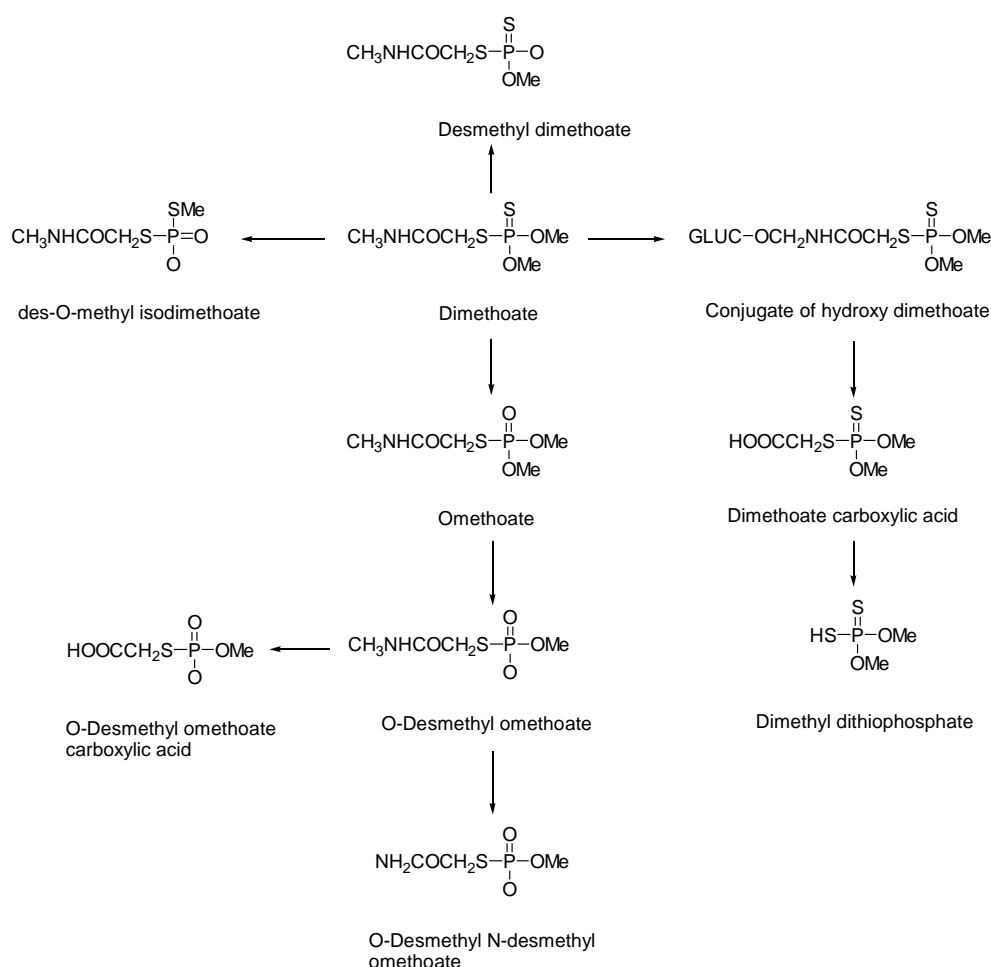 S
CH3NHCOCH2S-P-O
OMe
Desmethyl dimethoate
SMe
CH3NHCOCH2S-P=O
O
des-O-methyl isodimethoate
S
CH3NHCOCH2S-P-OMe
OMe
Dimethoate
S
GLUC-OCH2NHCOCH2S-P-OMe
OMe
Conjugate of hydroxy dimethoate
O
CH3NHCOCH2S-P-OMe
OMe
Omethoate
S
HOOCCH2S-P-OMe
OMe
Dimethoate carboxylic acid
O
HOOCCH2S-P-OMe
O
O-Desmethyl omethoate
carboxylic acid
O
CH3NHCOCH2S-P-OMe
O
O-Desmethyl omethoate
S
HS-P-OMe
OMe
Dimethyl dithiophosphate
O
NH2COCH2S-P-OMe
O
O-Desmethyl N-desmethyl
omethoate